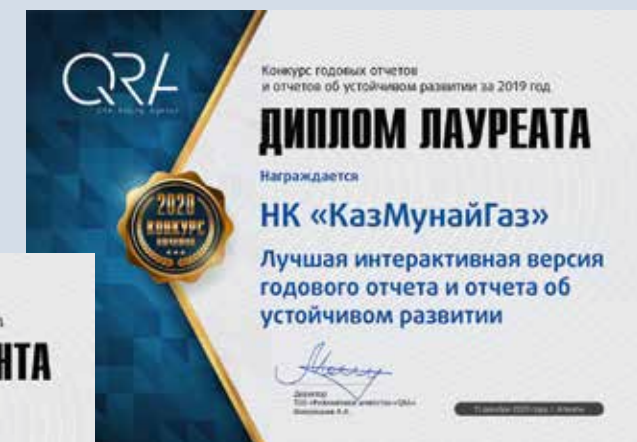 QRA
Конкурс годовых отчетов
и отчетов об устойчивом развитии за 2019 год
ДИПЛОМ ЛАУРЕАТА
Награждается
НК «КазМунайГаз»
2020
КОНКУРС
Лучшая интерактивная версия
годового отчета и отчета об
устойчивом развитии
Директор
НТА